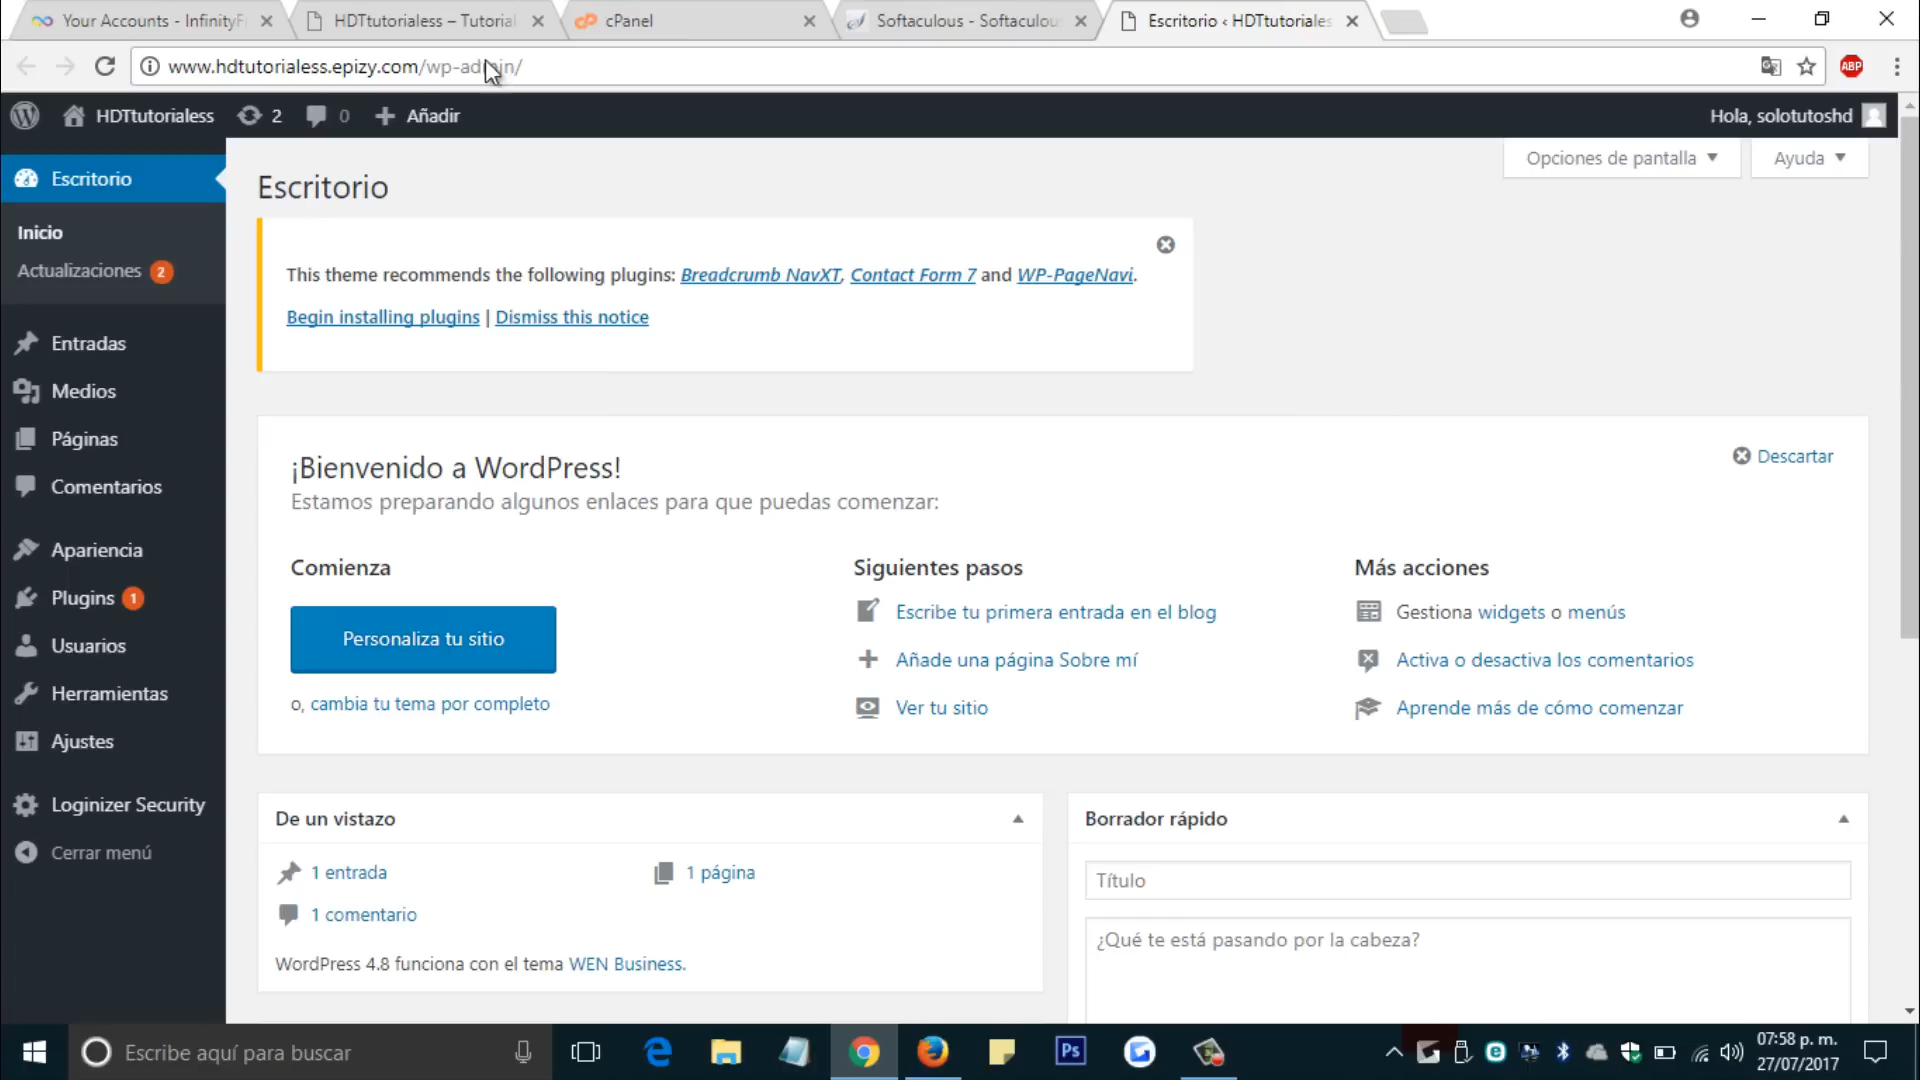 Your Accounts - InfinityF
HDTtutorialess – Tutorial
cPanel
Softaculous - Softaculou
Escritorio ‹ HDTtutoriales
www.hdtutorialess.epizy.com/wp-admin/
ABP
HDTtutorialess
2
0
Añadir
Hola, solotutoshd
Opciones de pantalla
Ayuda
Escritorio
Inicio
Actualizaciones 2
Entradas
Medios
Páginas
Comentarios
Apariencia
Plugins 1
Usuarios
Herramientas
Ajustes
Loginizer Security
Cerrar menú
Escritorio
This theme recommends the following plugins: Breadcrumb NavXT, Contact Form 7 and WP-PageNavi.
Begin installing plugins | Dismiss this notice
¡Bienvenido a WordPress!
Descartar
Estamos preparando algunos enlaces para que puedas comenzar:
Comienza
Personaliza tu sitio
o, cambia tu tema por completo
Siguientes pasos
Escribe tu primera entrada en el blog
Añade una página Sobre mí
Ver tu sitio
Más acciones
Gestiona widgets o menús
Activa o desactiva los comentarios
Aprende más de cómo comenzar
De un vistazo
1 entrada
1 página
1 comentario
WordPress 4.8 funciona con el tema WEN Business.
Borrador rápido
Título
¿Qué te está pasando por la cabeza?
Escribe aquí para buscar
Ps
07:58 p. m.
27/07/2017